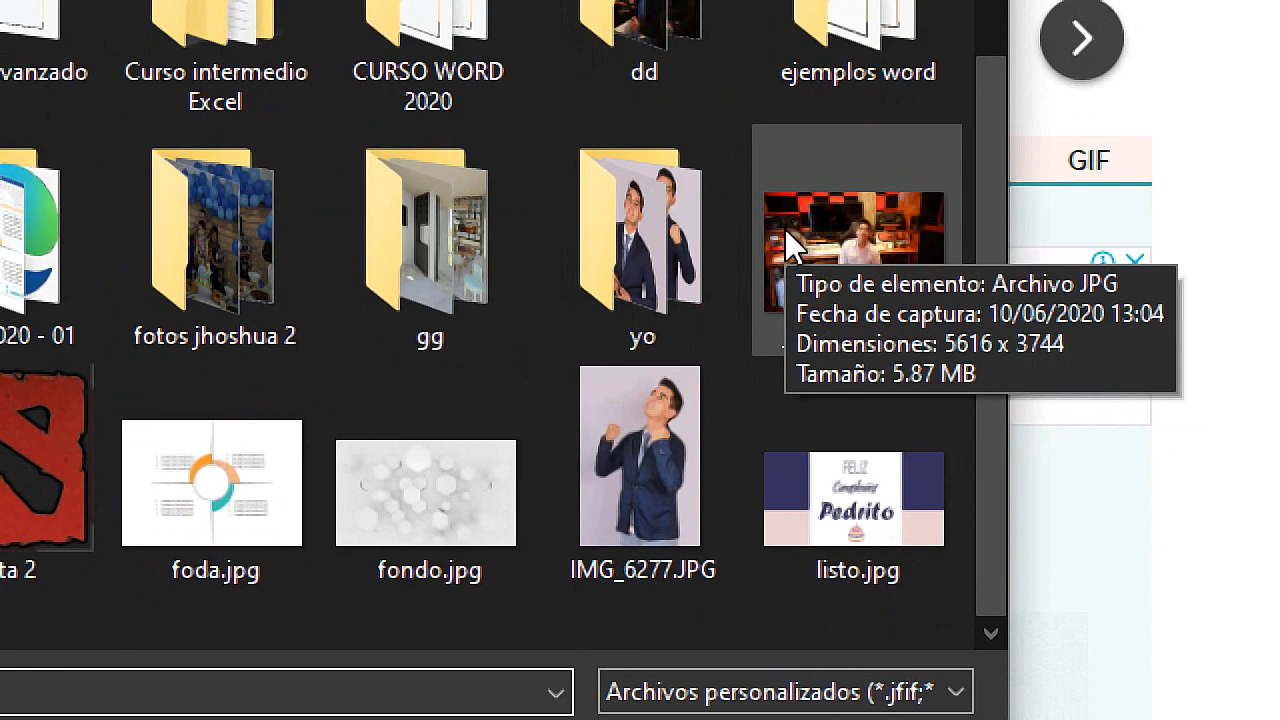 vanzado
Curso intermedio
Excel
CURSO WORD
2020
dd
ejemplos word
GIF
020 - 01
fotos jhoshua 2
gg
yo
Tipo de elemento: Archivo JPG
Fecha de captura: 10/06/2020 13:04
Dimensiones: 5616 x 3744
Tamaño: 5.87 MB
FELIZ
Cumpleaños
Pedrito
ta 2
foda.jpg
fondo.jpg
IMG_6277.JPG
listo.jpg
Archivos personalizados (*.jfif;*